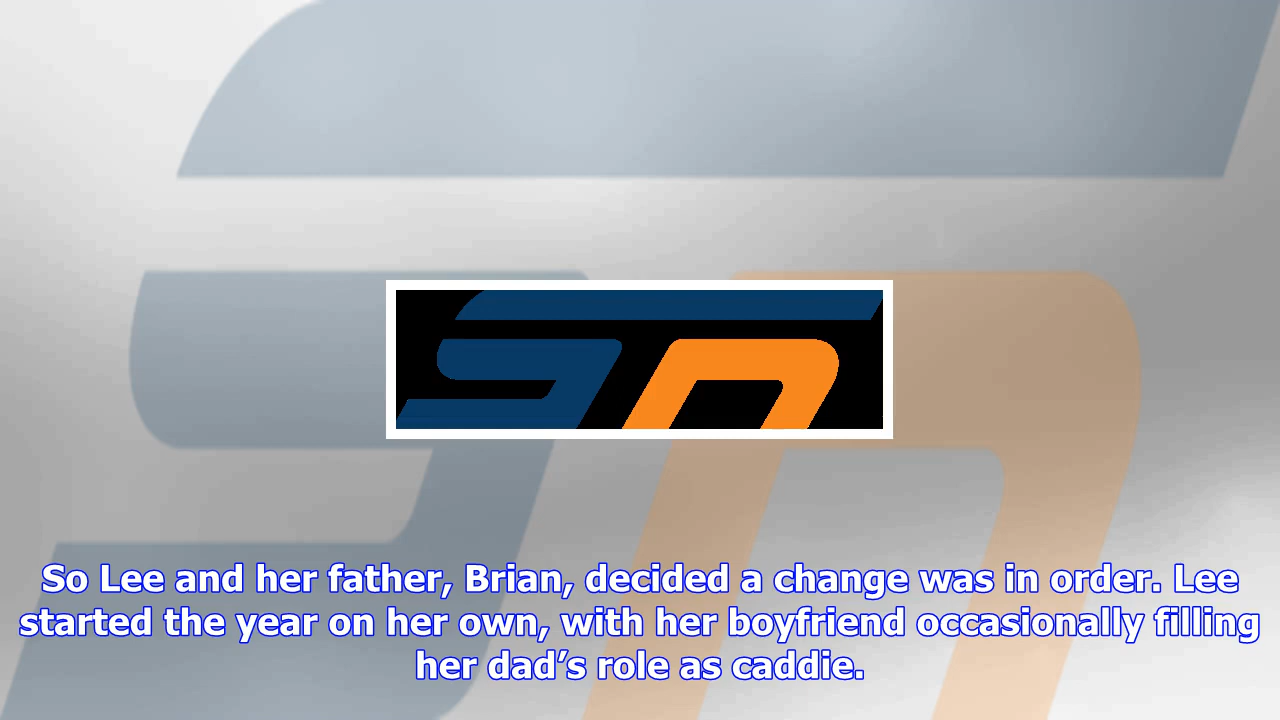 So Lee and her father, Brian, decided a change was in order. Lee
started the year on her own, with her boyfriend occasionally filling
her dad’s role as caddie.